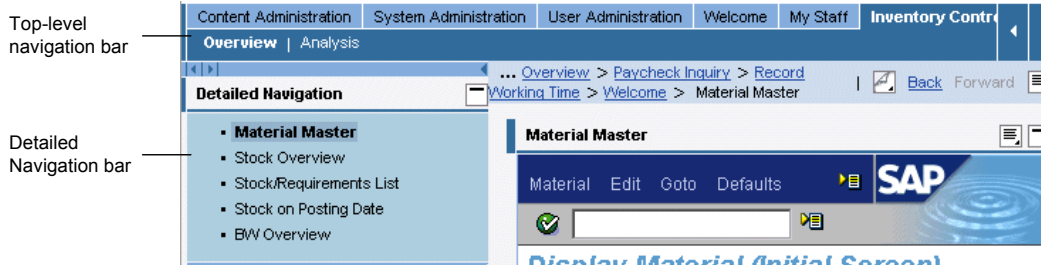 Top-level
navigation bar
Content Administration System Administration User Administration Welcome My Staff Inventory Contr
Overview | Analysis
... Overview > Paycheck Inquiry > Record
Working Time > Welcome > Material Master
| Back Forward
Detailed Navigation
Detailed
Navigation bar
Material Master
Stock Overview
Stock/Requirements List
Stock on Posting Date
BW Overview
Material Master
Material Edit Goto Defaults
SAP
Display Material (Initial Screen)